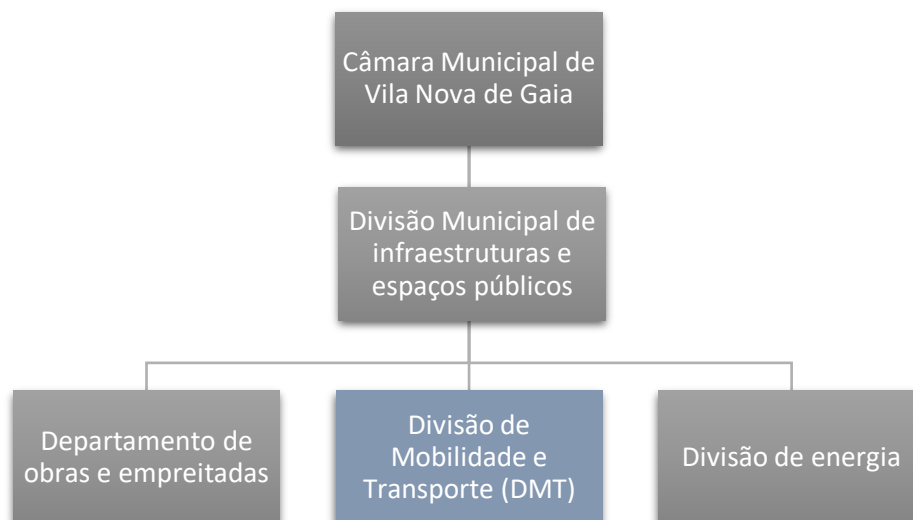 Câmara Municipal de
Vila Nova de Gaia
Divisão Municipal de
infraestruturas e
espaços públicos
Departamento de
obras e empreitadas
Divisão de
Mobilidade e
Transporte (DMT)
Divisão de energia